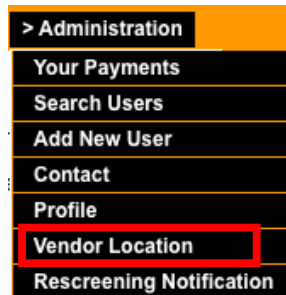 > Administration
Your Payments
Search Users
Add New User
Contact
Profile
Vendor Location
Rescreening Notification